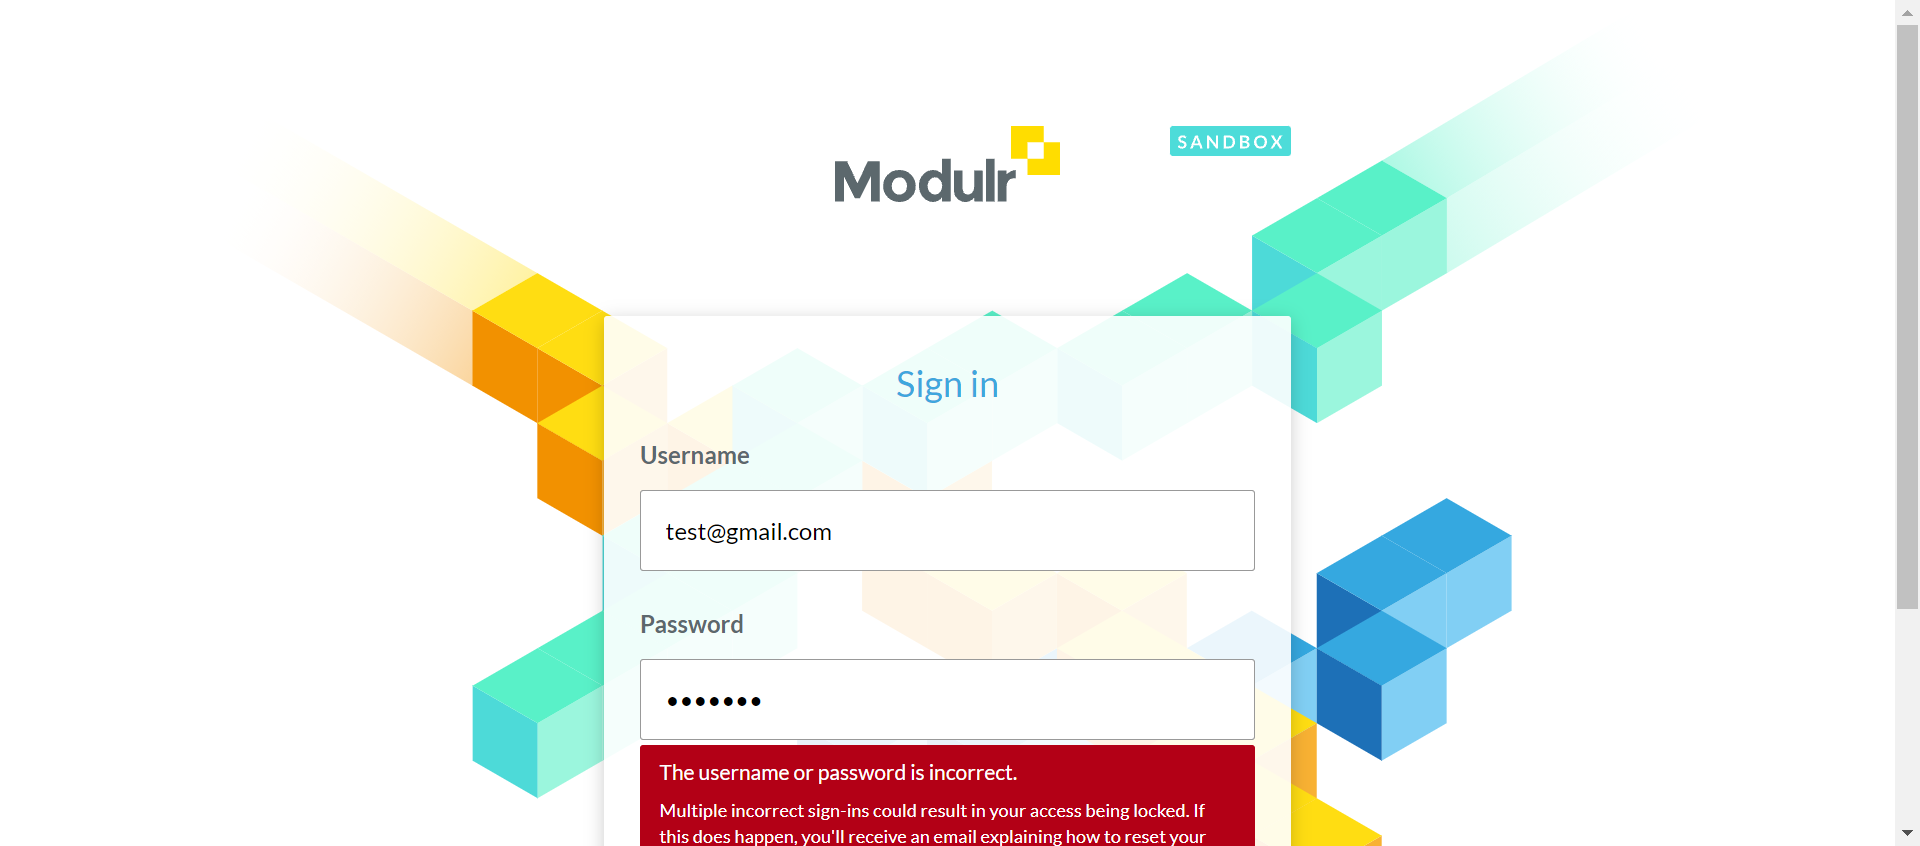 Modulr
SANDBOX
Sign in
Username
test@gmail.com
Password
•••••••
The username or password is incorrect.
Multiple incorrect sign-ins could result in your access being locked. If
this does happen, you'll receive an email explaining how to reset your